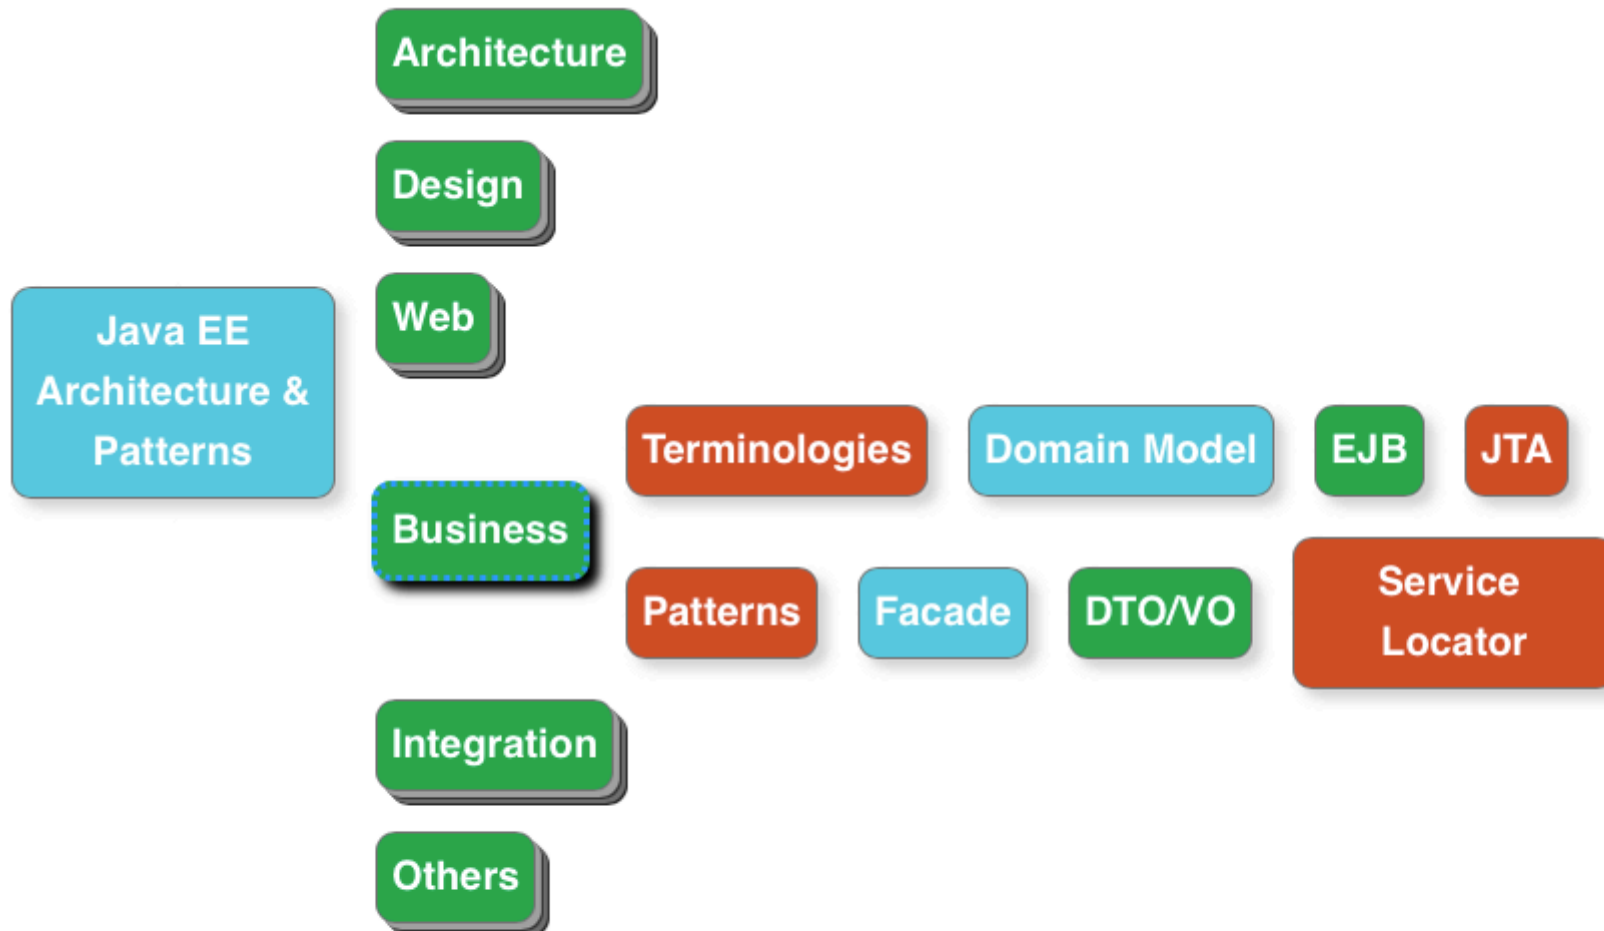 Architecture
Design
Web
Java EE
Architecture &
Patterns
Terminologies
Domain Model
EJB
JTA
Business
Patterns
Facade
DTO/VO
Service
Locator
Integration
Others